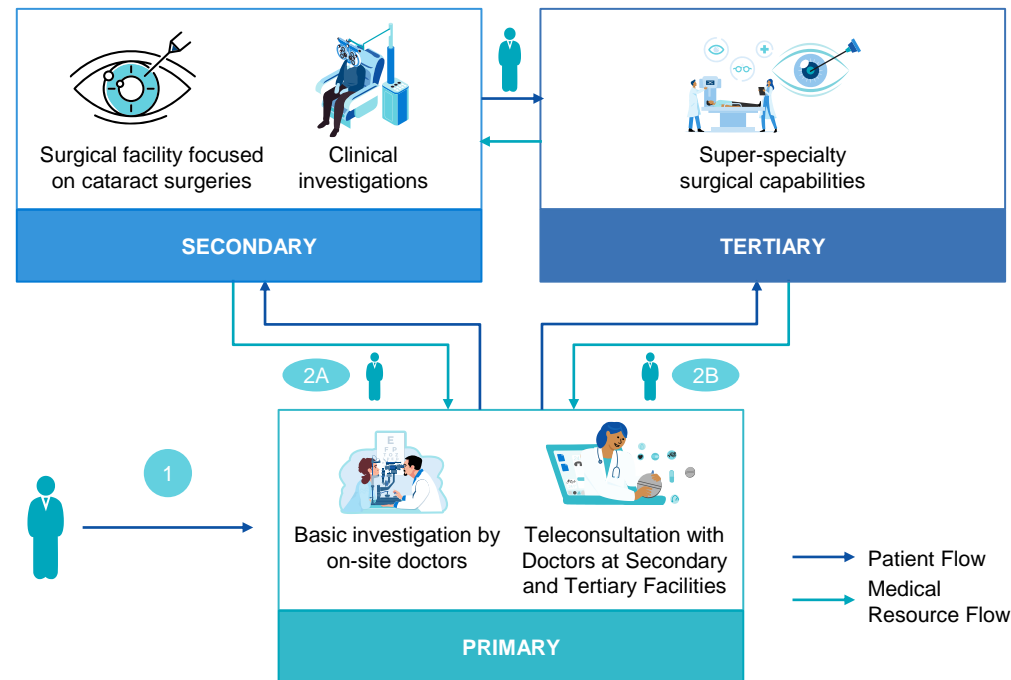 Surgical facility focused
on cataract surgeries
Clinical
investigations
SECONDARY
Super-specialty
surgical capabilities
TERTIARY
2A
2B
1
E
F P
Basic investigation by
on-site doctors
Teleconsultation with
Doctors at Secondary
and Tertiary Facilities
PRIMARY
Patient Flow
Medical
Resource Flow